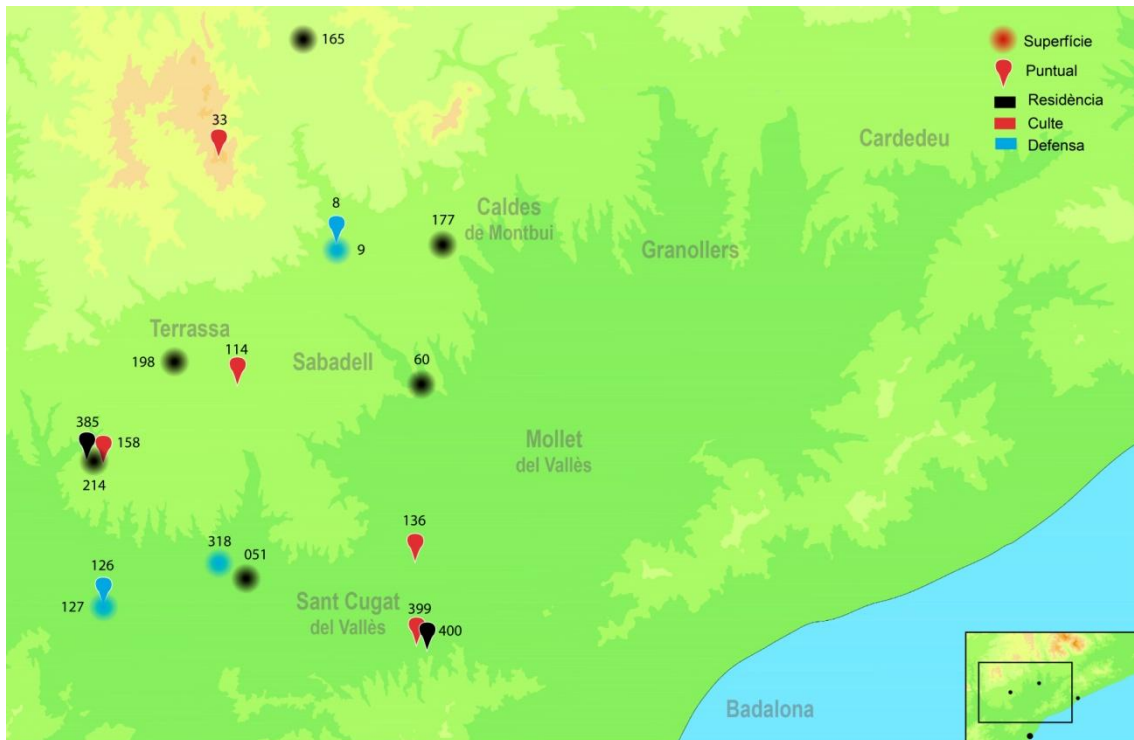 165
Superfície
Puntual
Residència
Culte
Defensa
33
Cardedeu
8
9
177
Caldes
de Montbui
Granollers
Terrassa
198
114
Sabadell
60
385
158
214
Mollet
del Vallès
136
318
051
126
127
Sant Cugat
del Vallès
399
400
Badalona